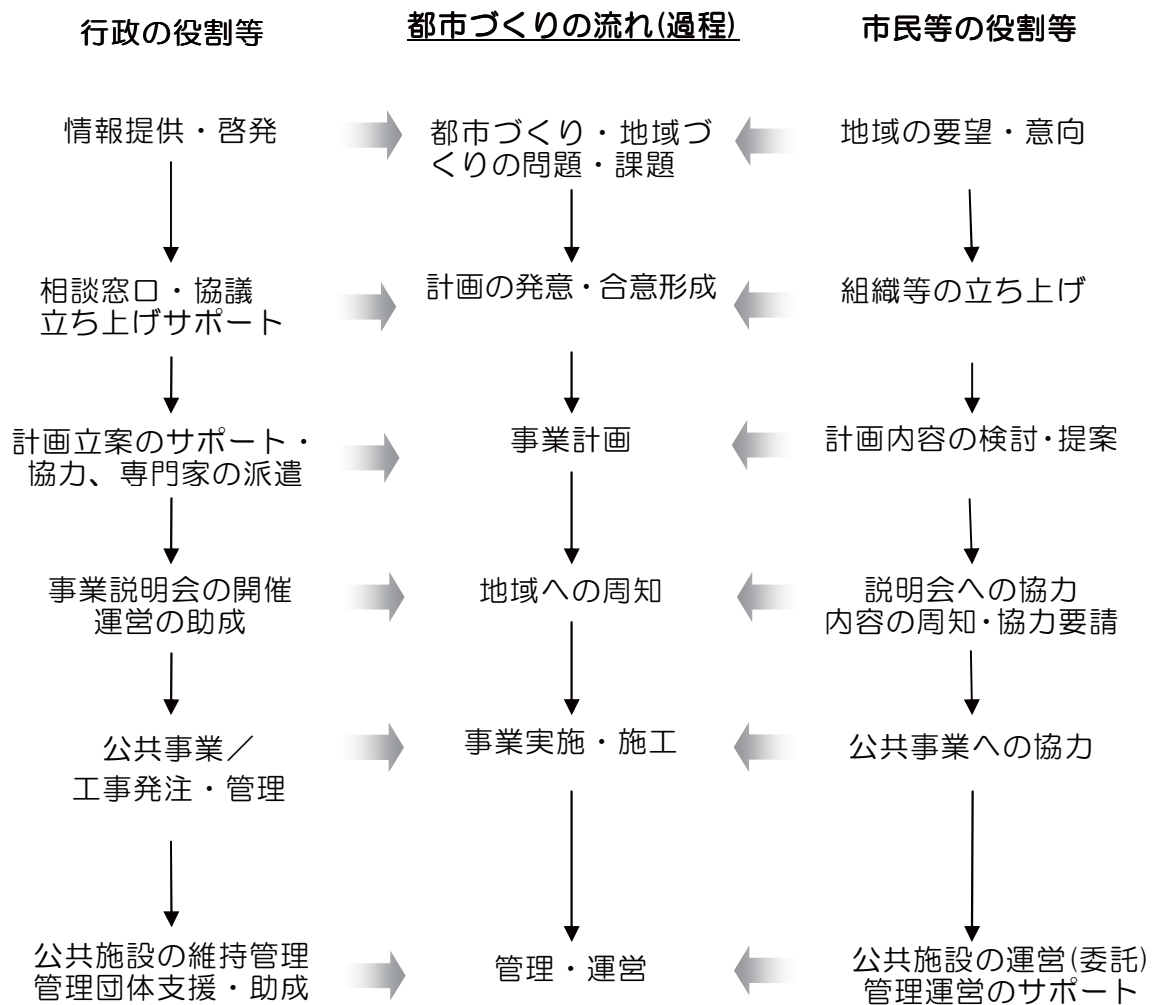 行政の役割等
都市づくりの流れ(過程)
市民等の役割等
情報提供・啓発
都市づくり・地域づ
くりの問題・課題
地域の要望・意向
相談窓口・協議
立ち上げサポート
計画の発意・合意形成
組織等の立ち上げ
計画立案のサポート・
協力、専門家の派遣
事業計画
計画内容の検討・提案
事業説明会の開催
運営の助成
地域への周知
説明会への協力
内容の周知・協力要請
公共事業／
工事発注・管理
事業実施・施工
公共事業への協力
公共施設の維持管理
管理団体支援・助成
管理・運営
公共施設の運営(委託)
管理運営のサポート